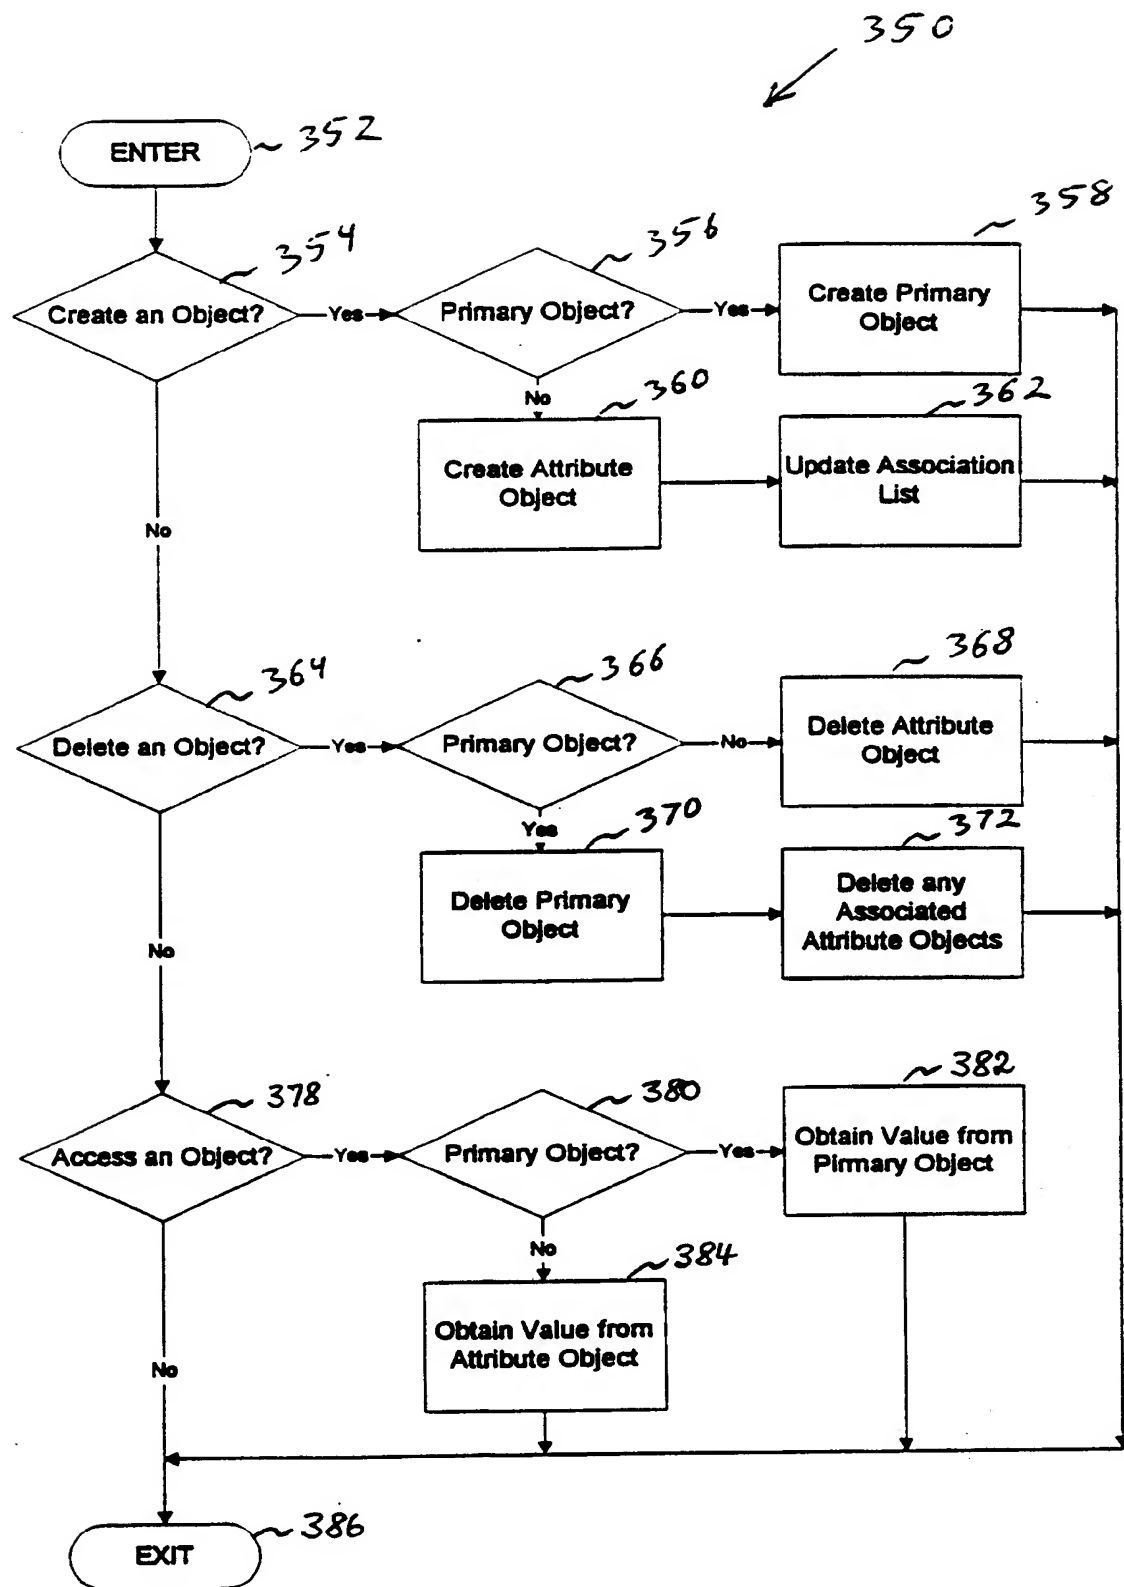 350
ENTER
352
354
Create an Object?
Yes
356
Primary Object?
Yes
358
Create Primary
Object
No
360
Create Attribute
Object
362
Update Association
List
No
364
Delete an Object?
Yes
366
Primary Object?
No
368
Delete Attribute
Object
Yes
370
Delete Primary
Object
372
Delete any
Associated
Attribute Objects
No
378
Access an Object?
Yes
380
Primary Object?
Yes
382
Obtain Value from
Pirmary Object
No
384
Obtain Value from
Attribute Object
No
EXIT
386